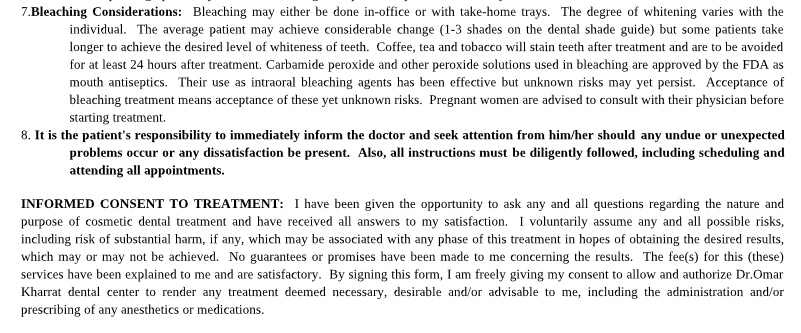 7.Bleaching Considerations: Bleaching may either be done in-office or with take-home trays. The degree of whitening varies with the
individual. The average patient may achieve considerable change (1-3 shades on the dental shade guide) but some patients take
longer to achieve the desired level of whiteness of teeth. Coffee, tea and tobacco will stain teeth after treatment and are to be avoided
for at least 24 hours after treatment. Carbamide peroxide and other peroxide solutions used in bleaching are approved by the FDA as
mouth antiseptics. Their use as intraoral bleaching agents has been effective but unknown risks may yet persist. Acceptance of
bleaching treatment means acceptance of these yet unknown risks. Pregnant women are advised to consult with their physician before
starting treatment.
8. It is the patient's responsibility to immediately inform the doctor and seek attention from him/her should any undue or unexpected
problems occur or any dissatisfaction be present. Also, all instructions must be diligently followed, including scheduling and
attending all appointments.
INFORMED CONSENT TO TREATMENT: I have been given the opportunity to ask any and all questions regarding the nature and
purpose of cosmetic dental treatment and have received all answers to my satisfaction. I voluntarily assume any and all possible risks,
including risk of substantial harm, if any, which may be associated with any phase of this treatment in hopes of obtaining the desired results,
which may or may not be achieved. No guarantees or promises have been made to me concerning the results. The fee(s) for this (these)
services have been explained to me and are satisfactory. By signing this form, I am freely giving my consent to allow and authorize Dr.Omar
Kharrat dental center to render any treatment deemed necessary, desirable and/or advisable to me, including the administration and/or
prescribing of any anesthetics or medications.